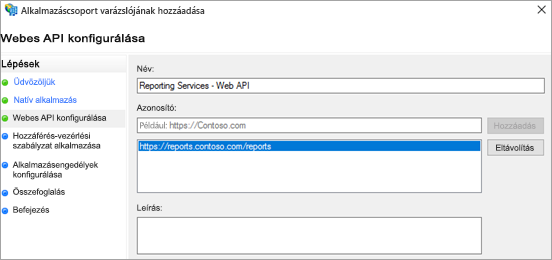 Alkalmazáscsoport varázslójának hozzáadása
Webes API konfigurálása
Lépések
Üdvözöljük
Natív alkalmazás
Webes API konfigurálása
Hozzáférés-vezérlési
szabályzat alkalmazása
Alkalmazásengedélyek
konfigurálása
Összefoglalás
Befejezés
Név:
Reporting Services - Web API
Azonosító:
Például: https://Contoso.com
Hozzáadás
https://reports.contoso.com/reports
Eltávolítás
Leírás: